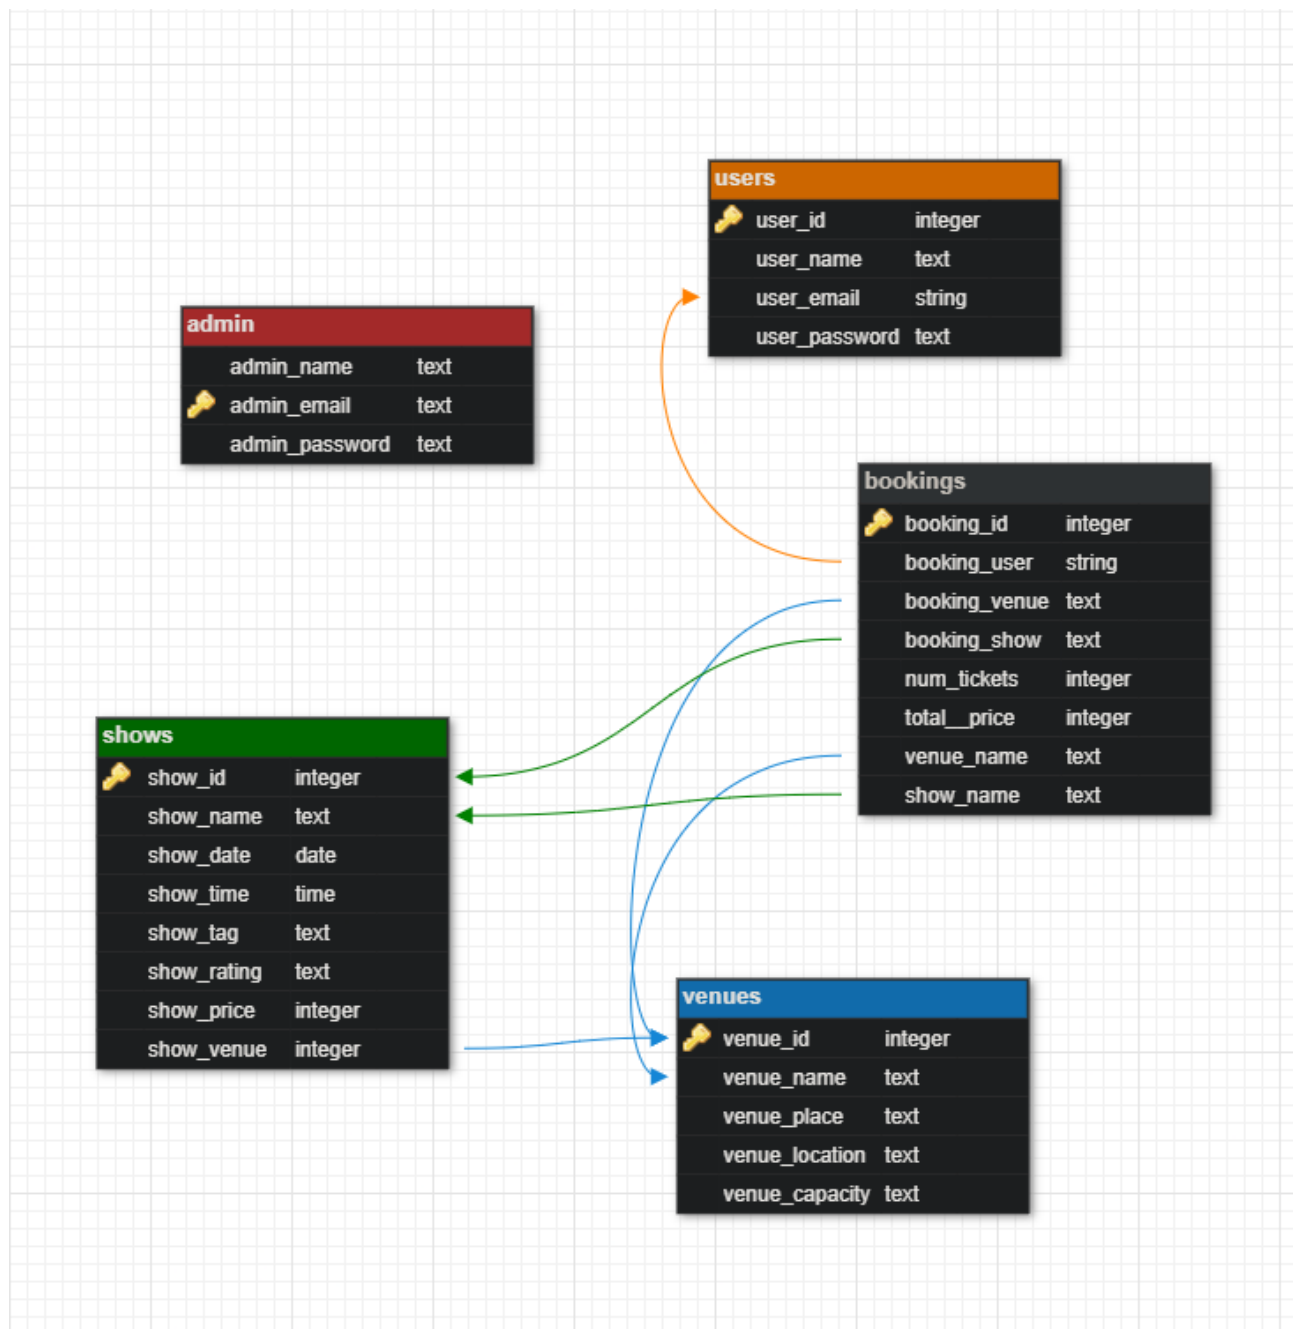 users
user_id integer
user_name text
user_email string
user_password text
admin
admin_name text
admin_email text
admin_password text
bookings
booking_id integer
booking_user string
booking_venue text
booking_show text
num_tickets integer
total__price integer
venue_name text
show_name text
shows
show_id integer
show_name text
show_date date
show_time time
show_tag text
show_rating text
show_price integer
show_venue integer
venues
venue_id integer
venue_name text
venue_place text
venue_location text
venue_capacity text